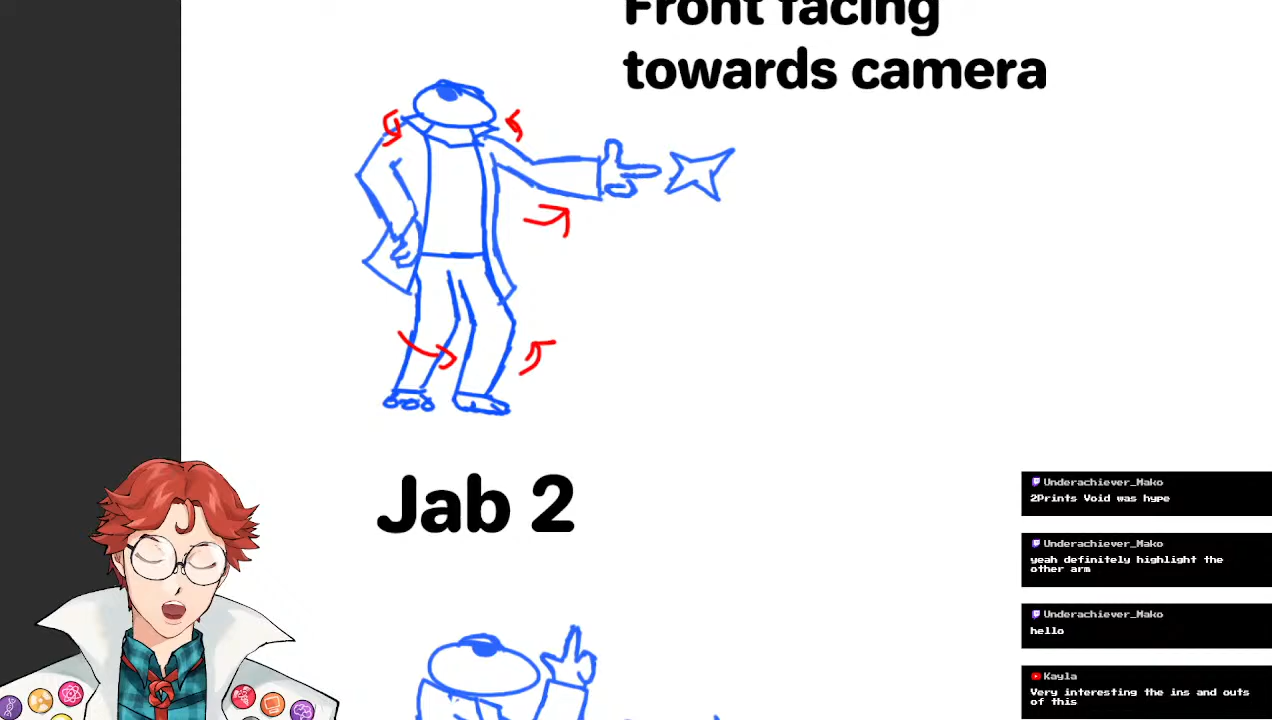 Front facing
towards camera
Jab 2
Underachiever_Mako
2Prints Void was hype
Underachiever_Mako
yeah definitely highlight the
other arm
Underachiever_Mako
hello
Kayla
Very interesting the ins and outs
of this